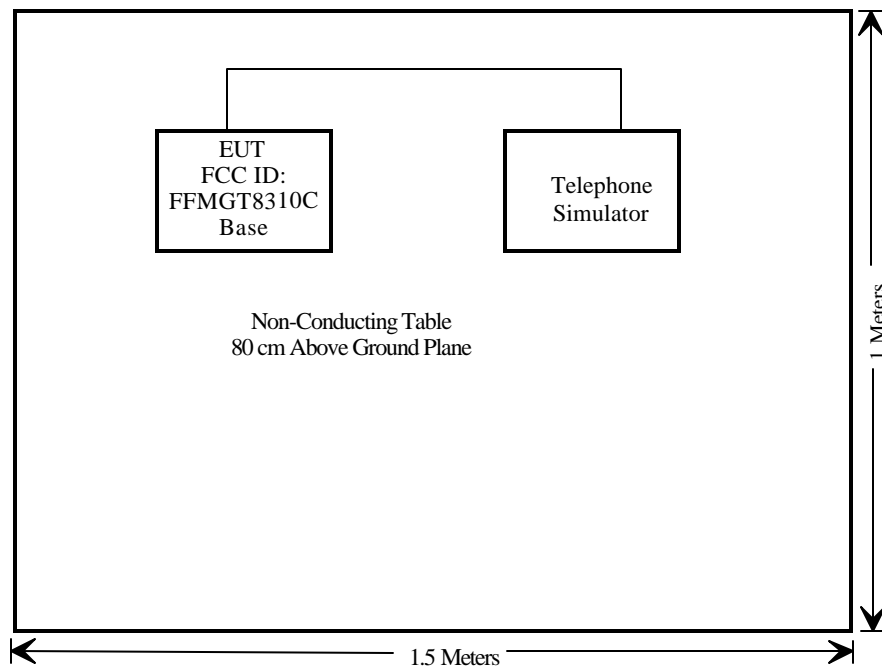 EUT
FCC ID:
FFMGT8310C
Base
Telephone
Simulator
Non-Conducting Table
80 cm Above Ground Plane
1 Meters
1.5 Meters